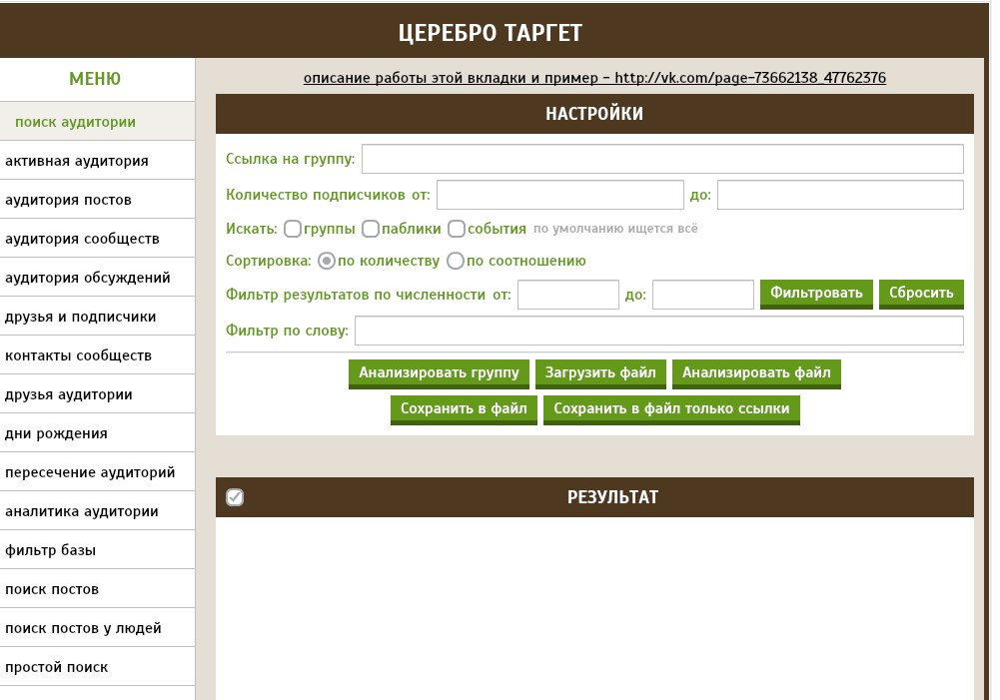 ЦЕРЕБРО ТАРГЕТ
МЕНЮ
поиск аудитории
активная аудитория
аудитория постов
аудитория сообществ
аудитория обсуждений
друзья и подписчики
контакты сообществ
друзья аудитории
дни рождения
пересечение аудиторий
аналитика аудитории
фильтр базы
поиск постов
поиск постов у людей
простой поиск
описание работы этой вкладки и пример - http://vk.com/page-73662138_47762376
НАСТРОЙКИ
Ссылка на группу:
Количество подписчиков от: до:
Искать: группы паблики события по умолчанию ищется всё
Сортировка: по количеству по соотношению
Фильтр результатов по численности от: до: Фильтровать Сбросить
Фильтр по слову:
Анализировать группу Загрузить файл Анализировать файл
Сохранить в файл Сохранить в файл только ссылки
РЕЗУЛЬТАТ